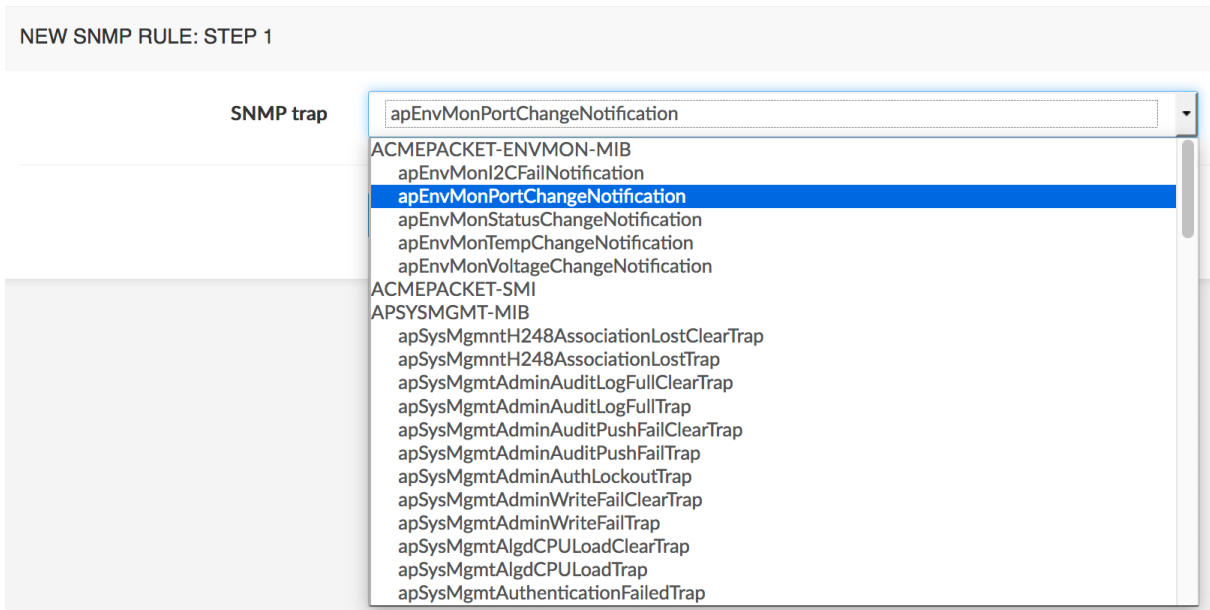 NEW SNMP RULE: STEP 1
SNMP trap
apEnvMonPortChangeNotification
ACMEPACKET-ENVMON-MIB
apEnvMonI2CFailNotification
apEnvMonPortChangeNotification
apEnvMonStatusChangeNotification
apEnvMonTempChangeNotification
apEnvMonVoltageChangeNotification
ACMEPACKET-SMI
APSYSMGMT-MIB
apSysMgmntH248AssociationLostClearTrap
apSysMgmntH248AssociationLostTrap
apSysMgmtAdminAuditLogFullClearTrap
apSysMgmtAdminAuditLogFullTrap
apSysMgmtAdminAuditPushFailClearTrap
apSysMgmtAdminAuditPushFailTrap
apSysMgmtAdminAuthLockoutTrap
apSysMgmtAdminWriteFailClearTrap
apSysMgmtAdminWriteFailTrap
apSysMgmtAlgdCPULoadClearTrap
apSysMgmtAlgdCPULoadTrap
apSysMgmtAuthenticationFailedTrap